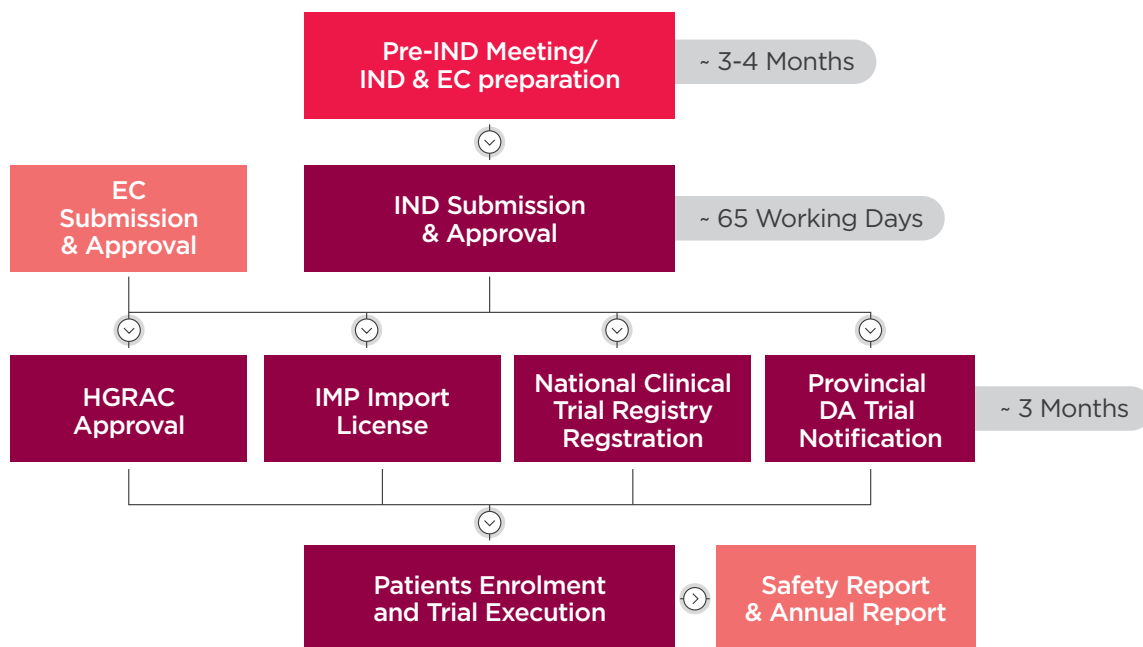 Pre-IND Meeting/
IND & EC preparation
~ 3-4 Months
EC
Submission
& Approval
IND Submission
& Approval
~ 65 Working Days
HGRAC
Approval
IMP Import
License
National Clinical
Trial Registry
Regstration
Provincial
DA Trial
Notification
~ 3 Months
Patients Enrolment
and Trial Execution
Safety Report
& Annual Report